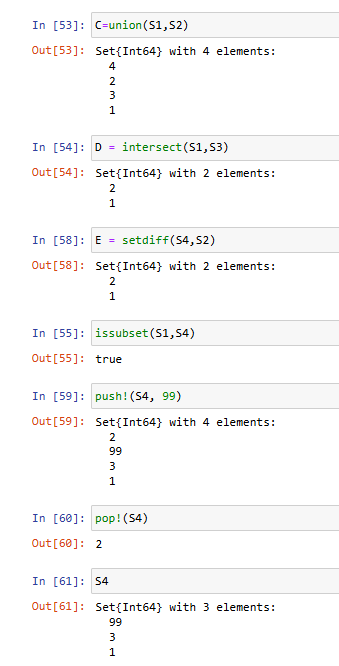 In [53]: C=union(S1,S2)
Out[53]: Set{Int64} with 4 elements:
4
2
3
1
In [54]: D = intersect(S1,S3)
Out[54]: Set{Int64} with 2 elements:
2
1
In [58]: E = setdiff(S4,S2)
Out[58]: Set{Int64} with 2 elements:
2
1
In [55]: issubset(S1,S4)
Out[55]: true
In [59]: push!(S4, 99)
Out[59]: Set{Int64} with 4 elements:
2
99
3
1
In [60]: pop!(S4)
Out[60]: 2
In [61]: S4
Out[61]: Set{Int64} with 3 elements:
99
3
1